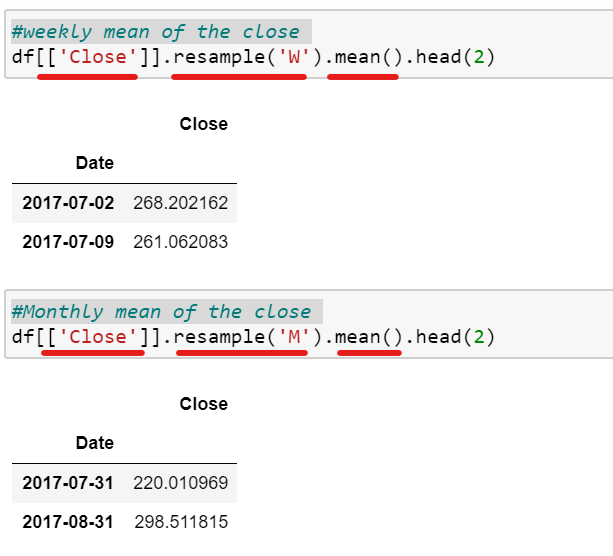 #weekly mean of the close
df[['Close']].resample('W').mean().head(2)
Close
Date
2017-07-02 268.202162
2017-07-09 261.062083
#Monthly mean of the close
df[['Close']].resample('M').mean().head(2)
Close
Date
2017-07-31 220.010969
2017-08-31 298.511815